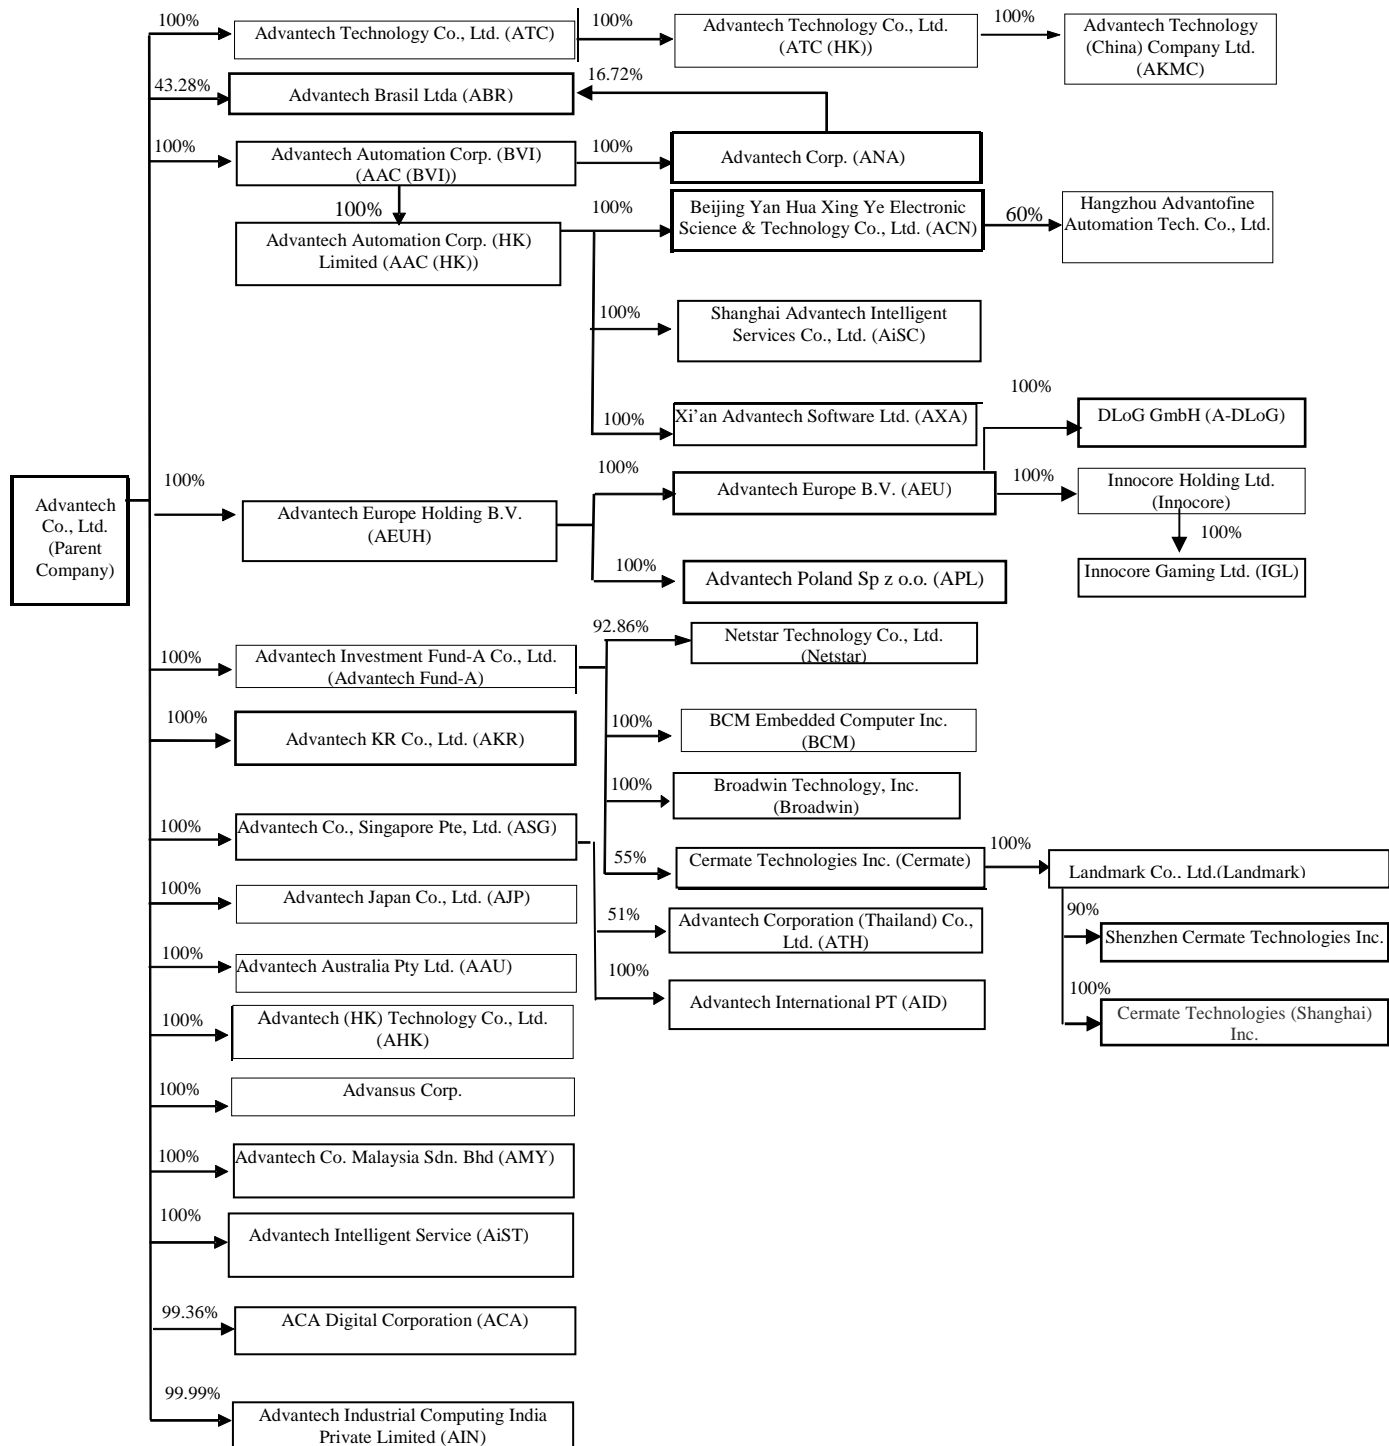 100%
Advantech Technology Co., Ltd. (ATC)
100%
Advantech Technology Co., Ltd.
(ATC (HK))
100%
Advantech Technology
(China) Company Ltd.
(AKMC)
43.28%
Advantech Brasil Ltda (ABR)
16.72%
100%
Advantech Automation Corp. (BVI)
(AAC (BVI))
100%
Advantech Corp. (ANA)
100%
Advantech Automation Corp. (HK)
Limited (AAC (HK))
100%
Beijing Yan Hua Xing Ye Electronic
Science & Technology Co., Ltd. (ACN)
60%
Hangzhou Advantofine
Automation Tech. Co., Ltd.
100%
Shanghai Advantech Intelligent
Services Co., Ltd. (AiSC)
100%
Xi’an Advantech Software Ltd. (AXA)
100%
DLoG GmbH (A-DLoG)
Advantech
Co., Ltd.
(Parent
Company)
100%
Advantech Europe Holding B.V.
(AEUH)
100%
Advantech Europe B.V. (AEU)
100%
Innocore Holding Ltd.
(Innocore)
100%
Innocore Gaming Ltd. (IGL)
100%
Advantech Poland Sp z o.o. (APL)
100%
Advantech Investment Fund-A Co., Ltd.
(Advantech Fund-A)
92.86%
Netstar Technology Co., Ltd.
(Netstar)
100%
Advantech KR Co., Ltd. (AKR)
100%
BCM Embedded Computer Inc.
(BCM)
100%
Broadwin Technology, Inc.
(Broadwin)
100%
Advantech Co., Singapore Pte, Ltd. (ASG)
55%
Cermate Technologies Inc. (Cermate)
100%
Landmark Co., Ltd.(Landmark)
100%
Advantech Japan Co., Ltd. (AJP)
51%
Advantech Corporation (Thailand) Co.,
Ltd. (ATH)
90%
Shenzhen Cermate Technologies Inc.
100%
Advantech Australia Pty Ltd. (AAU)
100%
Advantech International PT (AID)
100%
Cermate Technologies (Shanghai)
Inc.
100%
Advantech (HK) Technology Co., Ltd.
(AHK)
100%
Advansus Corp.
100%
Advantech Co. Malaysia Sdn. Bhd (AMY)
100%
Advantech Intelligent Service (AiST)
99.36%
ACA Digital Corporation (ACA)
99.99%
Advantech Industrial Computing India
Private Limited (AIN)